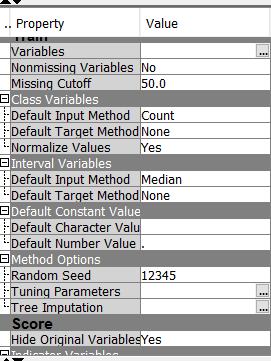 .. Property Value
Train
Variables ...
Nonmissing Variables No
Missing Cutoff 50.0
Class Variables
Default Input Method Count
Default Target Method None
Normalize Values Yes
Interval Variables
Default Input Method Median
Default Target Method None
Default Constant Value
Default Character Valu
Default Number Value .
Method Options
Random Seed 12345
Tuning Parameters ...
Tree Imputation ...
Score
Hide Original Variables Yes
Indicator Variables